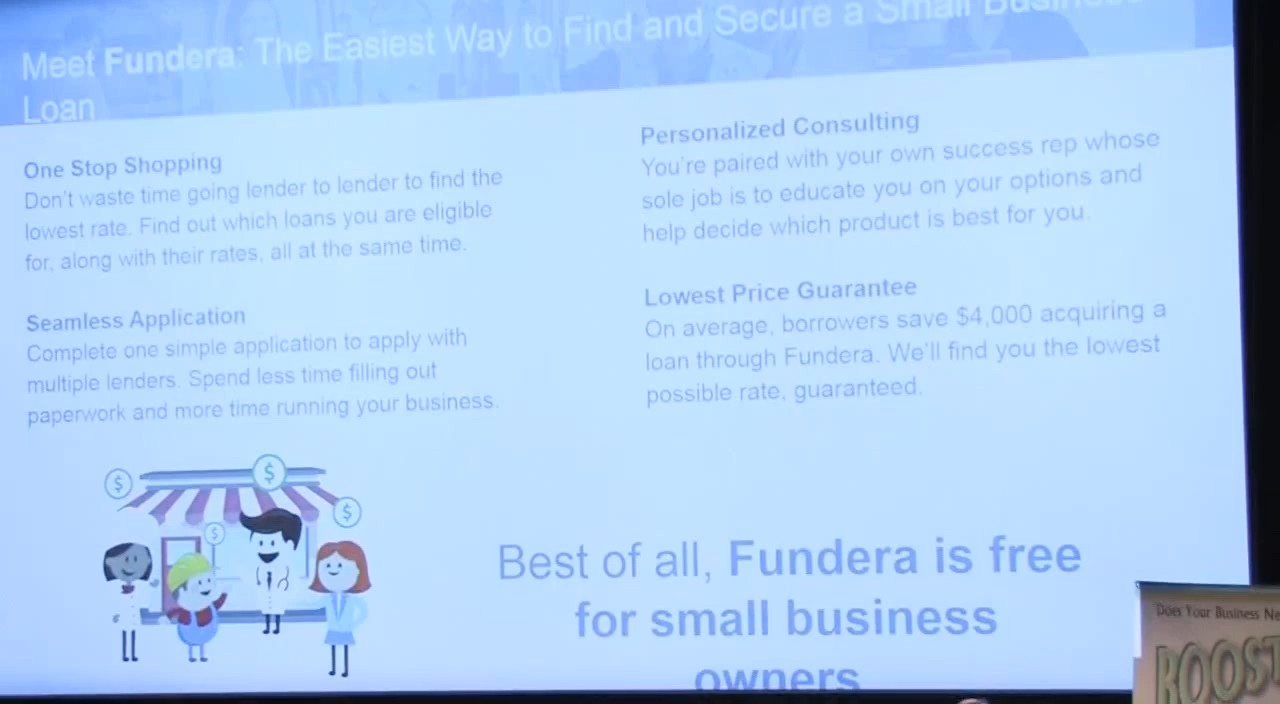 Meet Fundera: The Easiest Way to Find and Secure a Small Business
Loan
One Stop Shopping
Don't waste time going lender to lender to find the
lowest rate. Find out which loans you are eligible
for, along with their rates, all at the same time.
Seamless Application
Complete one simple application to apply with
multiple lenders. Spend less time filling out
paperwork and more time running your business.
Personalized Consulting
You're paired with your own success rep whose
sole job is to educate you on your options and
help decide which product is best for you.
Lowest Price Guarantee
On average, borrowers save $4,000 acquiring a
loan through Fundera. We'll find you the lowest
possible rate, guaranteed.
$
$
$
$
Best of all, Fundera is free
for small business
owners
Does Your Business
BOOST